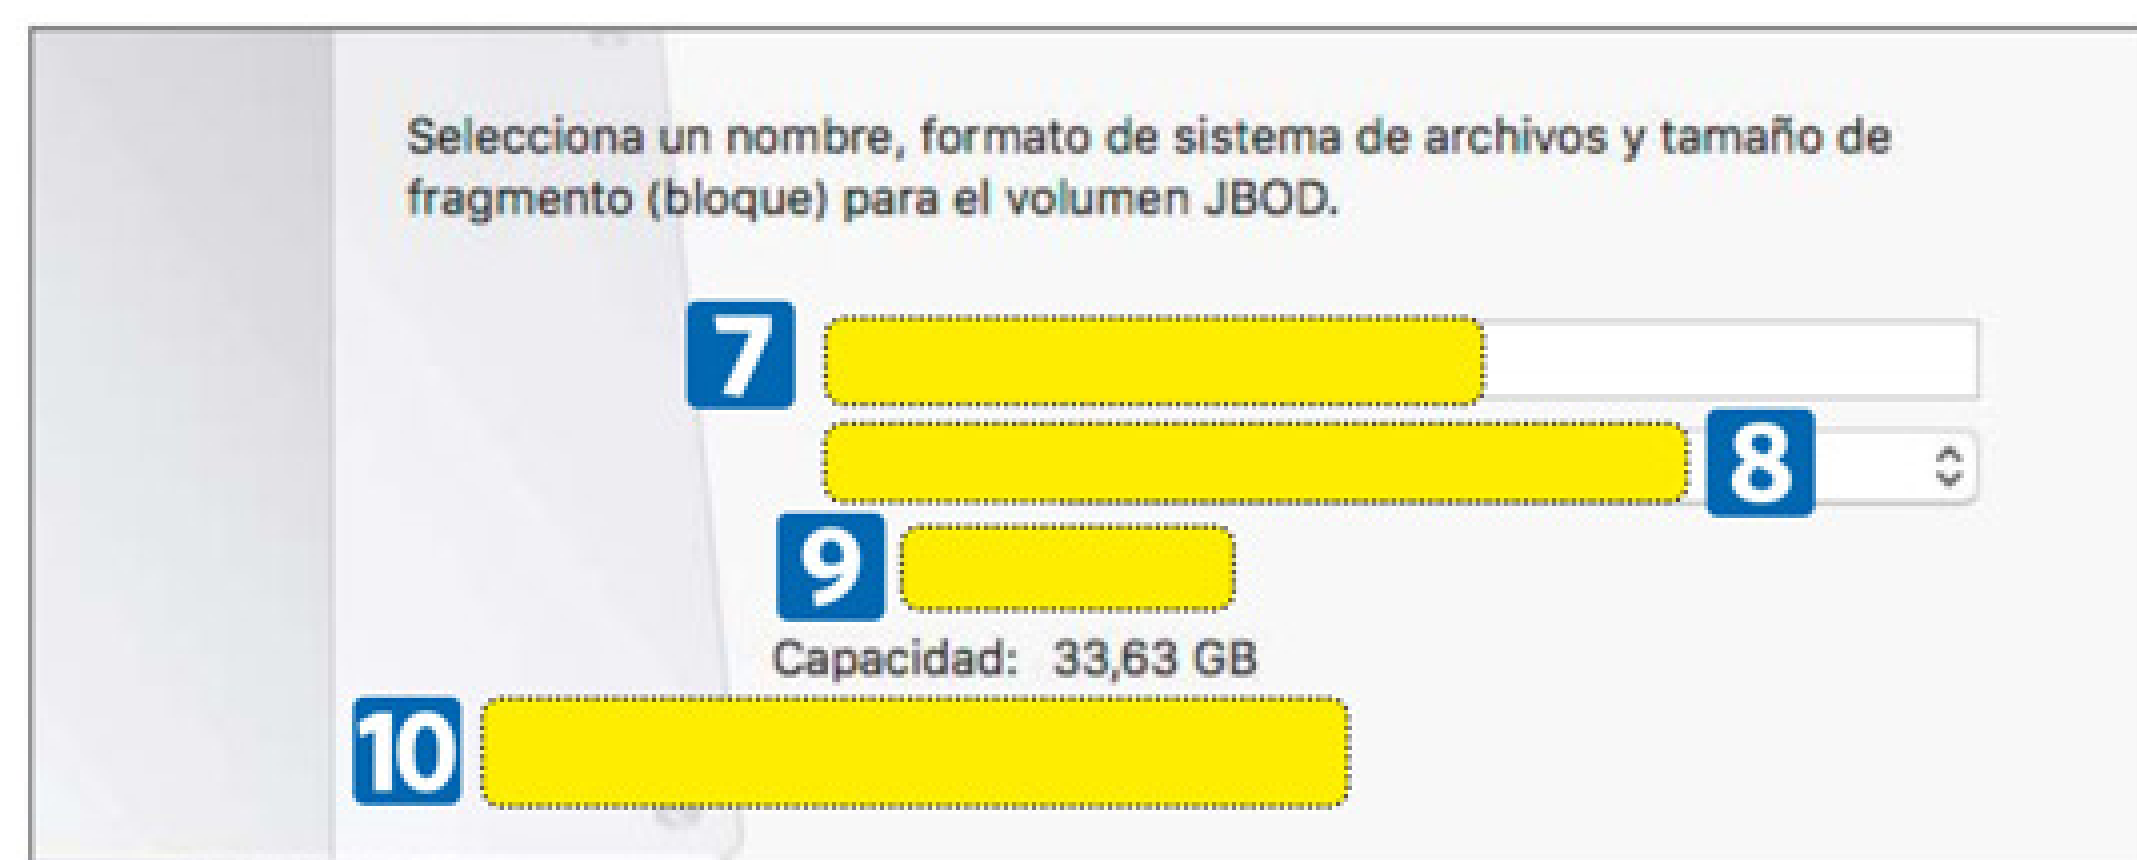 Selecciona un nombre, formato de sistema de archivos y tamaño de
fragmento (bloque) para el volumen JBOD.
7
8
9
Capacidad: 33,63 GB
10